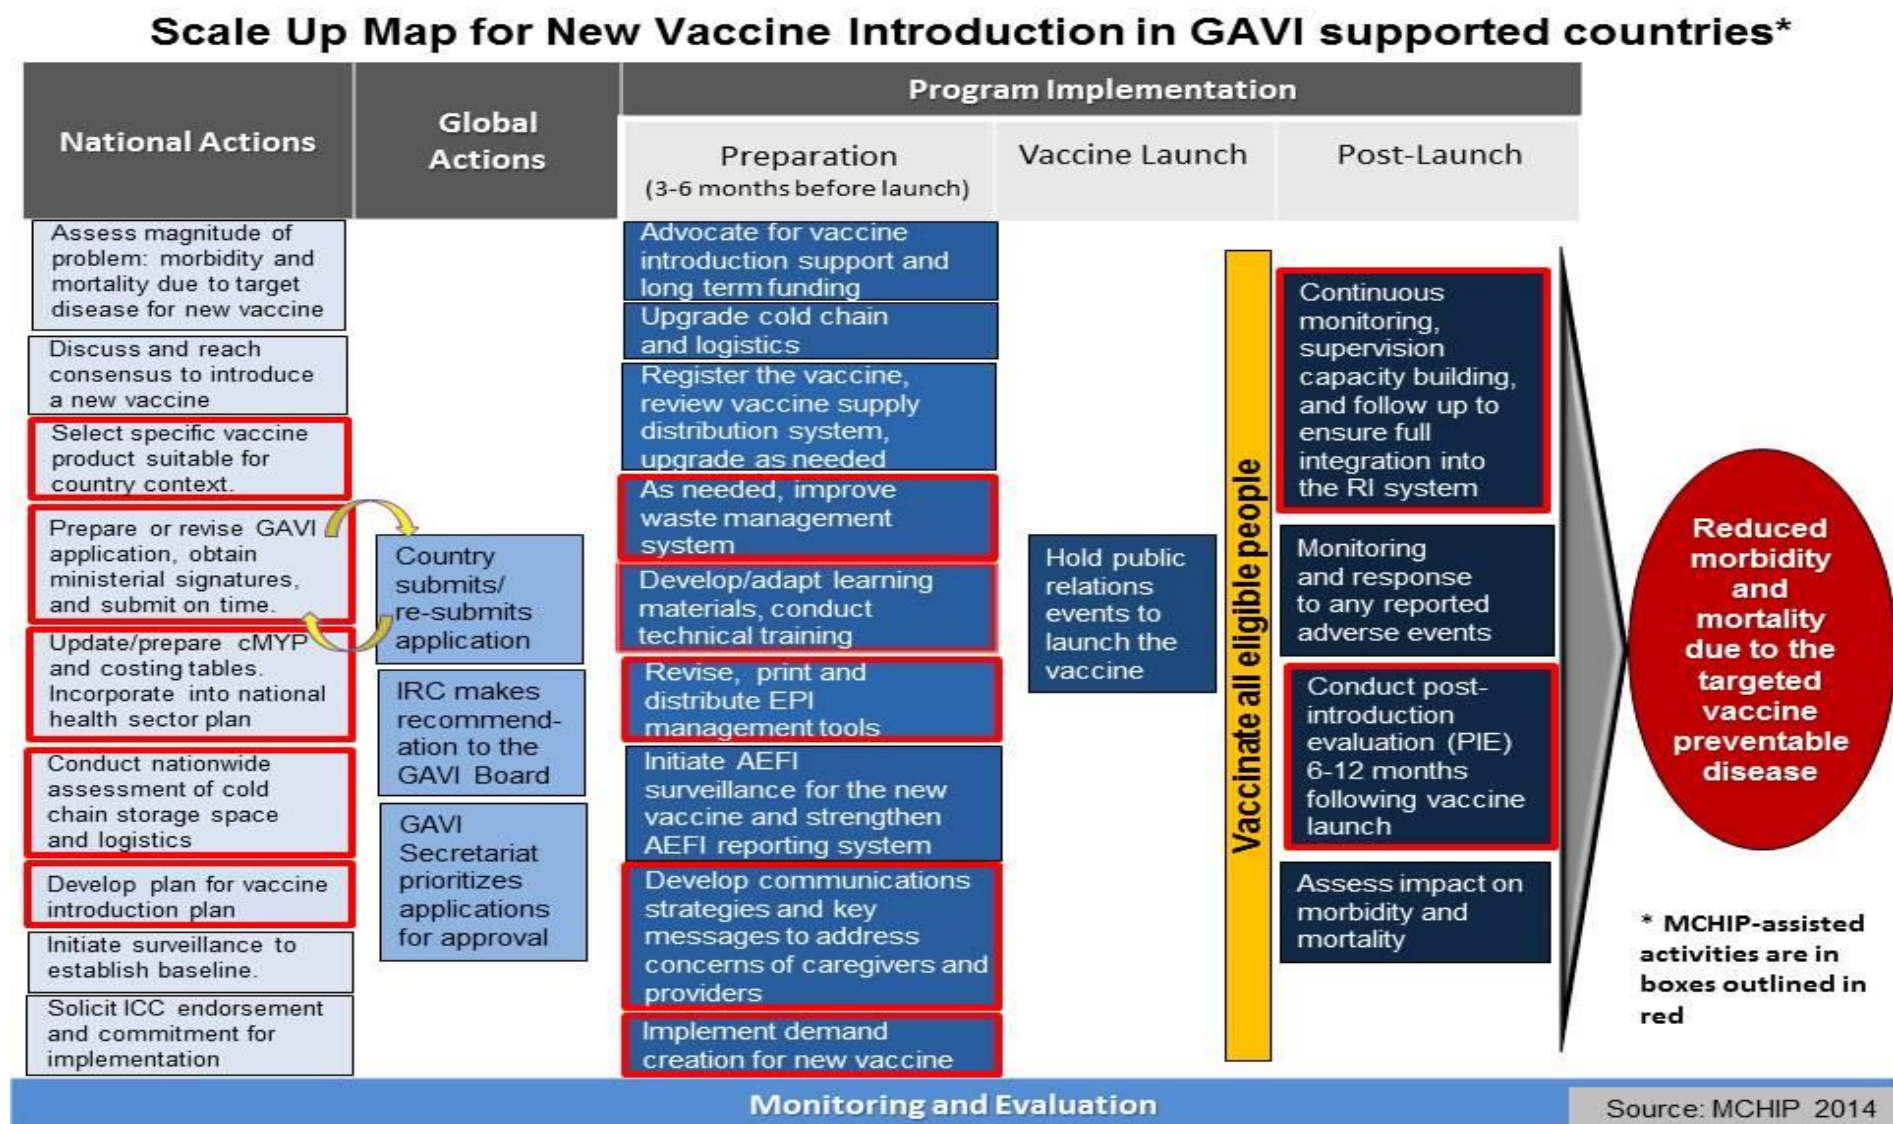 Scale Up Map for New Vaccine Introduction in GAVI supported countries*
National Actions
Global
Actions
Program Implementation
Preparation
(3-6 months before launch)
Vaccine Launch
Post-Launch
Assess magnitude of
problem: morbidity and
mortality due to target
disease for new vaccine
Discuss and reach
consensus to introduce
a new vaccine
Select specific vaccine
product suitable for
country context.
Prepare or revise GAVI
application, obtain
ministerial signatures,
and submit on time.
Update/prepare cMYP
and costing tables.
Incorporate into national
health sector plan
Conduct nationwide
assessment of cold
chain storage space
and logistics
Develop plan for vaccine
introduction plan
Initiate surveillance to
establish baseline.
Solicit ICC endorsement
and commitment for
implementation
Country
submits/
re-submits
application
IRC makes
recommend-
ation to the
GAVI Board
GAVI
Secretariat
prioritizes
applications
for approval
Advocate for vaccine
introduction support and
long term funding
Upgrade cold chain
and logistics
Register the vaccine,
review vaccine supply
distribution system,
upgrade as needed
As needed, improve
waste management
system
Develop/adapt learning
materials, conduct
technical training
Revise, print and
distribute EPI
management tools
Initiate AEFI
surveillance for the new
vaccine and strengthen
AEFI reporting system
Develop communications
strategies and key
messages to address
concerns of caregivers and
providers
Implement demand
creation for new vaccine
Hold public
relations
events to
launch the
vaccine
Vaccinate all eligible people
Continuous
monitoring,
supervision
capacity building,
and follow up to
ensure full
integration into
the RI system
Monitoring
and response
to any reported
adverse events
Conduct post-
introduction
evaluation (PIE)
6-12 months
following vaccine
launch
Assess impact on
morbidity and
mortality
Reduced
morbidity
and
mortality
due to the
targeted
vaccine
preventable
disease
* MCHIP-assisted
activities are in
boxes outlined in
red
Monitoring and Evaluation
Source: MCHIP 2014